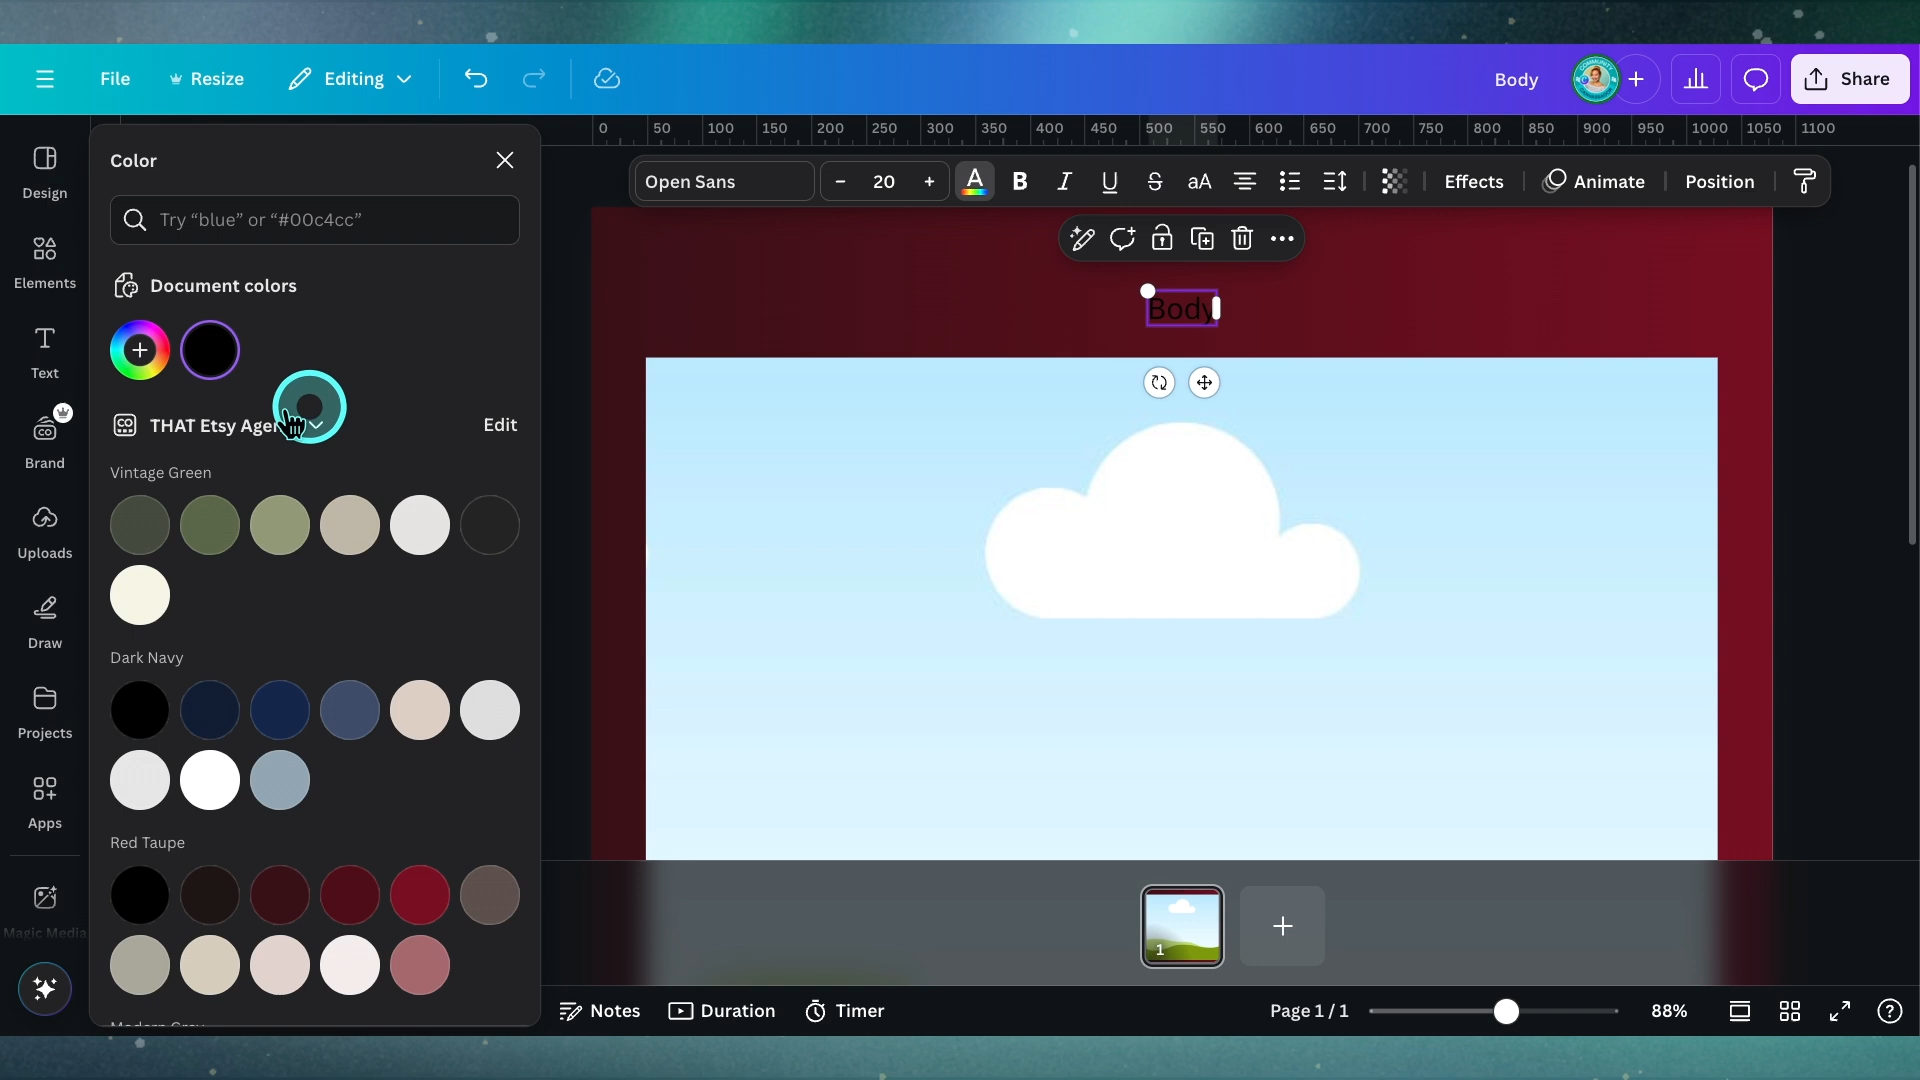 File
Resize
Editing
Body
Share
0 50 100 150 200 250 300 350 400 450 500 550 600 650 700 750 800 850 900 950 1000 1050 1100
Design
Elements
Text
Brand
Uploads
Draw
Projects
Apps
Magic Media
Color
Try “blue” or “#00c4cc”
Document colors
THAT Etsy
Edit
Vintage Green
Dark Navy
Red Taupe
Open Sans
– 20 +
A B I U S aA
Effects
Animate
Position
Body
1
Notes
Duration
Timer
Page 1 / 1
88%